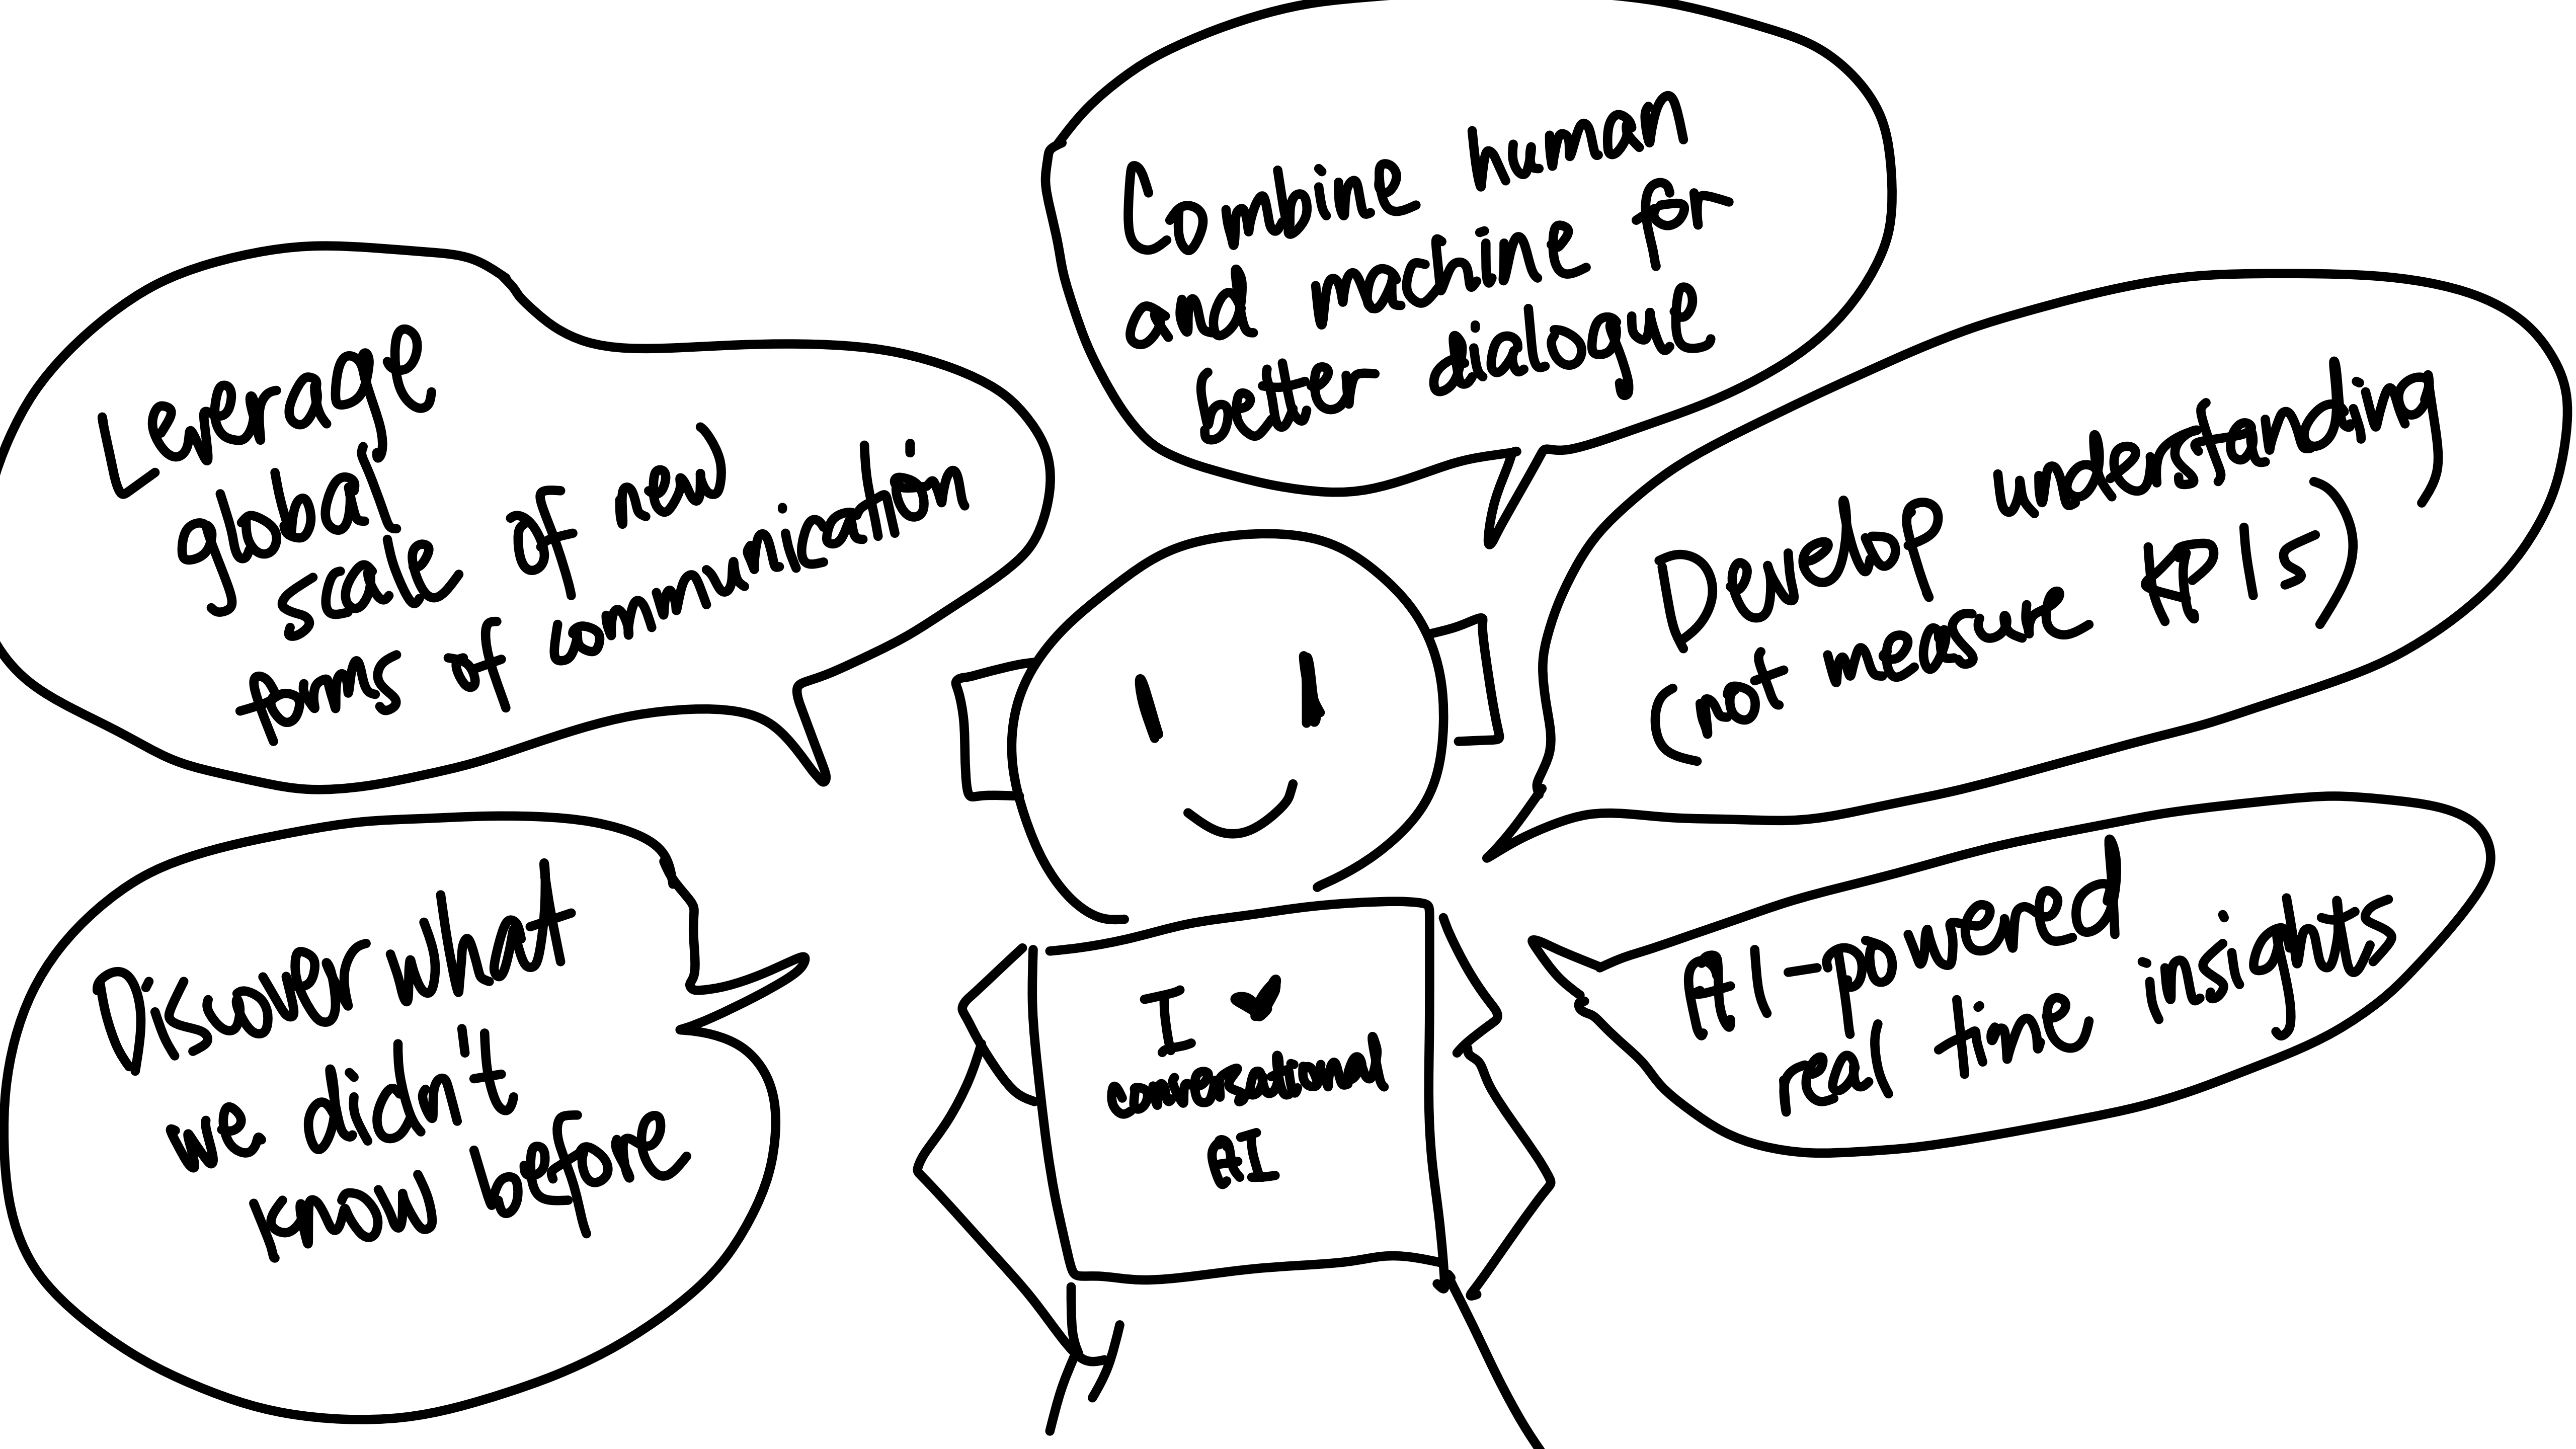 Combine human
and machine for
better dialogue
Leverage
global
scale of new
forms of communication
Develop understanding
(not measure KPIs)
Discover what
we didn't
know before
AI-powered
real time insights
I ♥
conversational
AI